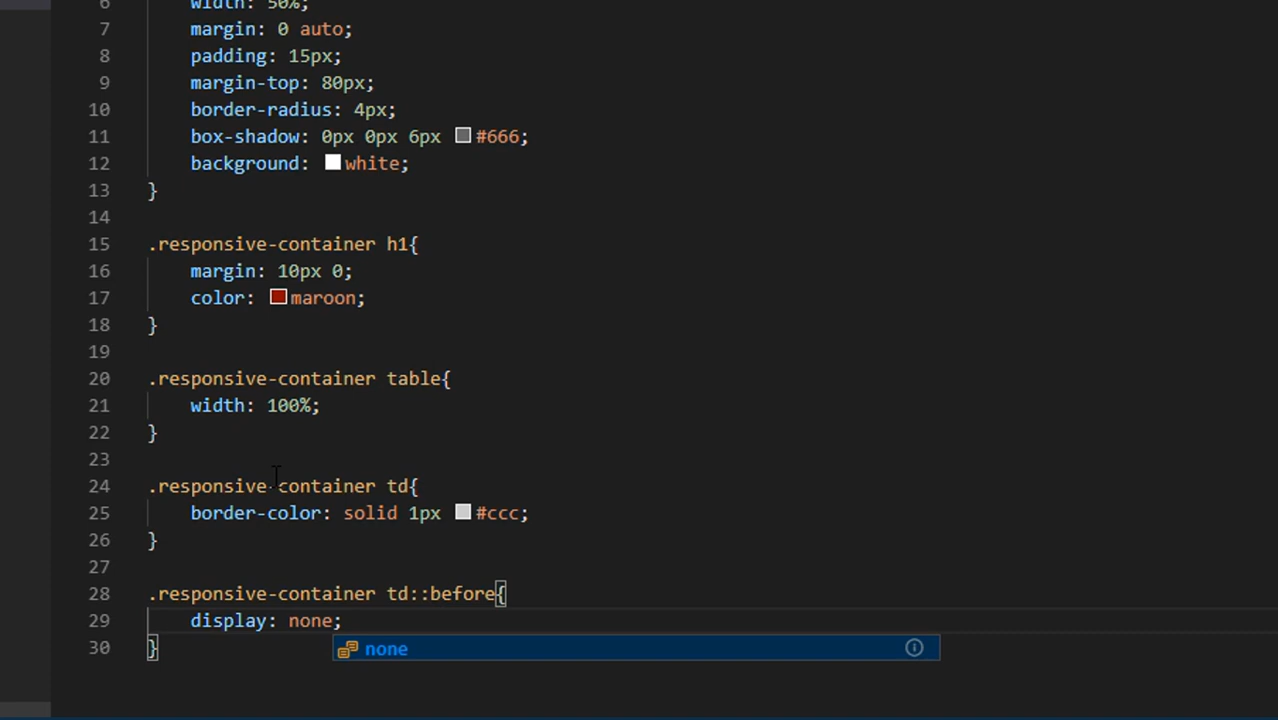 6 width: 50%;
7 margin: 0 auto;
8 padding: 15px;
9 margin-top: 80px;
10 border-radius: 4px;
11 box-shadow: 0px 0px 6px #666;
12 background: white;
13 }
14
15 .responsive-container h1{
16 margin: 10px 0;
17 color: maroon;
18 }
19
20 .responsive-container table{
21 width: 100%;
22 }
23
24 .responsive-container td{
25 border-color: solid 1px #ccc;
26 }
27
28 .responsive-container td::before{
29 display: none;
30 }
none